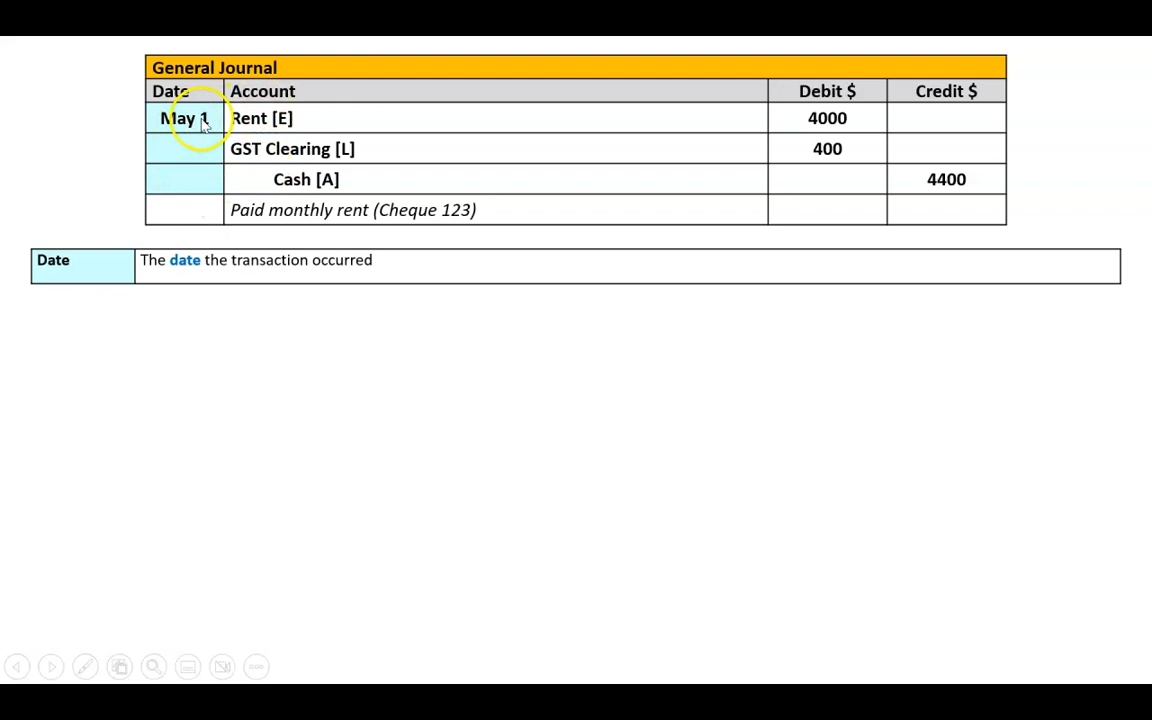 General Journal
Date Account Debit $ Credit $
May 1 Rent [E] 4000
GST Clearing [L] 400
Cash [A] 4400
Paid monthly rent (Cheque 123)
Date The date the transaction occurred